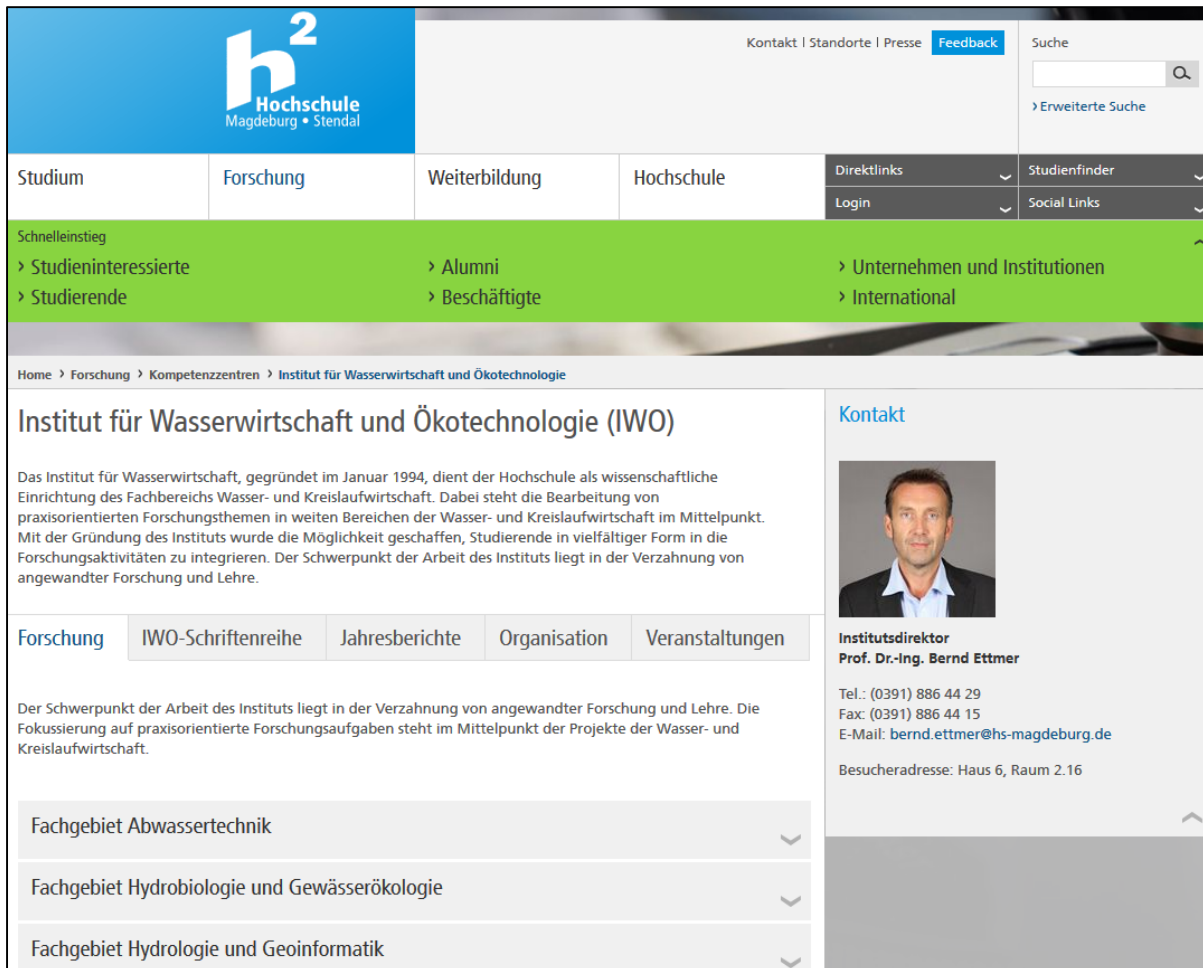 h2
Hochschule
Magdeburg • Stendal
Kontakt | Standorte | Presse Feedback
Suche
› Erweiterte Suche
Studium
Forschung
Weiterbildung
Hochschule
Direktlinks
Studienfinder
Login
Social Links
Schnelleinstieg
› Studieninteressierte
› Alumni
› Unternehmen und Institutionen
› Studierende
› Beschäftigte
› International
Home › Forschung › Kompetenzzentren › Institut für Wasserwirtschaft und Ökotechnologie
Institut für Wasserwirtschaft und Ökotechnologie (IWO)
Das Institut für Wasserwirtschaft, gegründet im Januar 1994, dient der Hochschule als wissenschaftliche
Einrichtung des Fachbereichs Wasser- und Kreislaufwirtschaft. Dabei steht die Bearbeitung von
praxisorientierten Forschungsthemen in weiten Bereichen der Wasser- und Kreislaufwirtschaft im Mittelpunkt.
Mit der Gründung des Instituts wurde die Möglichkeit geschaffen, Studierende in vielfältiger Form in die
Forschungsaktivitäten zu integrieren. Der Schwerpunkt der Arbeit des Instituts liegt in der Verzahnung von
angewandter Forschung und Lehre.
Forschung
IWO-Schriftenreihe
Jahresberichte
Organisation
Veranstaltungen
Der Schwerpunkt der Arbeit des Instituts liegt in der Verzahnung von angewandter Forschung und Lehre. Die
Fokussierung auf praxisorientierte Forschungsaufgaben steht im Mittelpunkt der Projekte der Wasser- und
Kreislaufwirtschaft.
Fachgebiet Abwassertechnik
Fachgebiet Hydrobiologie und Gewässerökologie
Fachgebiet Hydrologie und Geoinformatik
Kontakt
Institutsdirektor
Prof. Dr.-Ing. Bernd Ettmer
Tel.: (0391) 886 44 29
Fax: (0391) 886 44 15
E-Mail: bernd.ettmer@hs-magdeburg.de
Besucheradresse: Haus 6, Raum 2.16